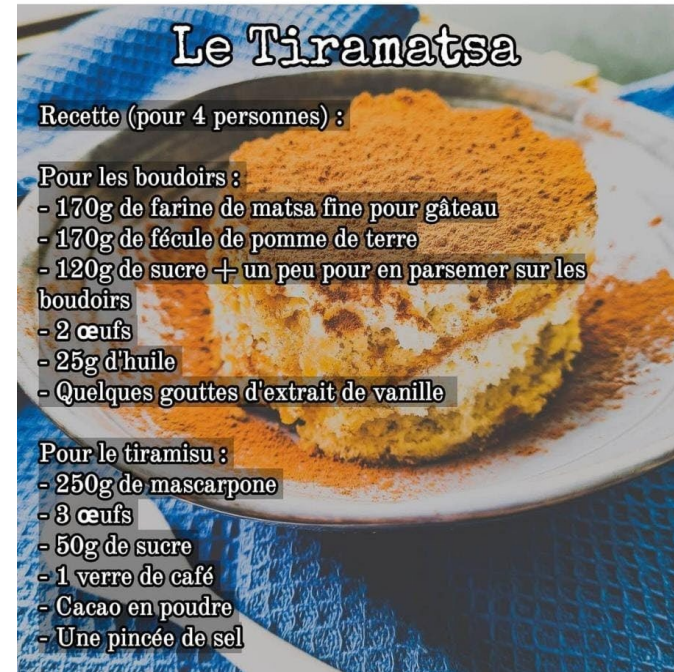 Le Tiramatsa
Recette (pour 4 personnes) :
Pour les boudoirs :
- 170g de farine de matsa fine pour gâteau
- 170g de fécule de pomme de terre
- 120g de sucre + un peu pour en parsemer sur les
boudoirs
- 2 œufs
- 25g d'huile
- Quelques gouttes d'extrait de vanille
Pour le tiramisu :
- 250g de mascarpone
- 3 œufs
- 50g de sucre
- 1 verre de café
- Cacao en poudre
- Une pincée de sel